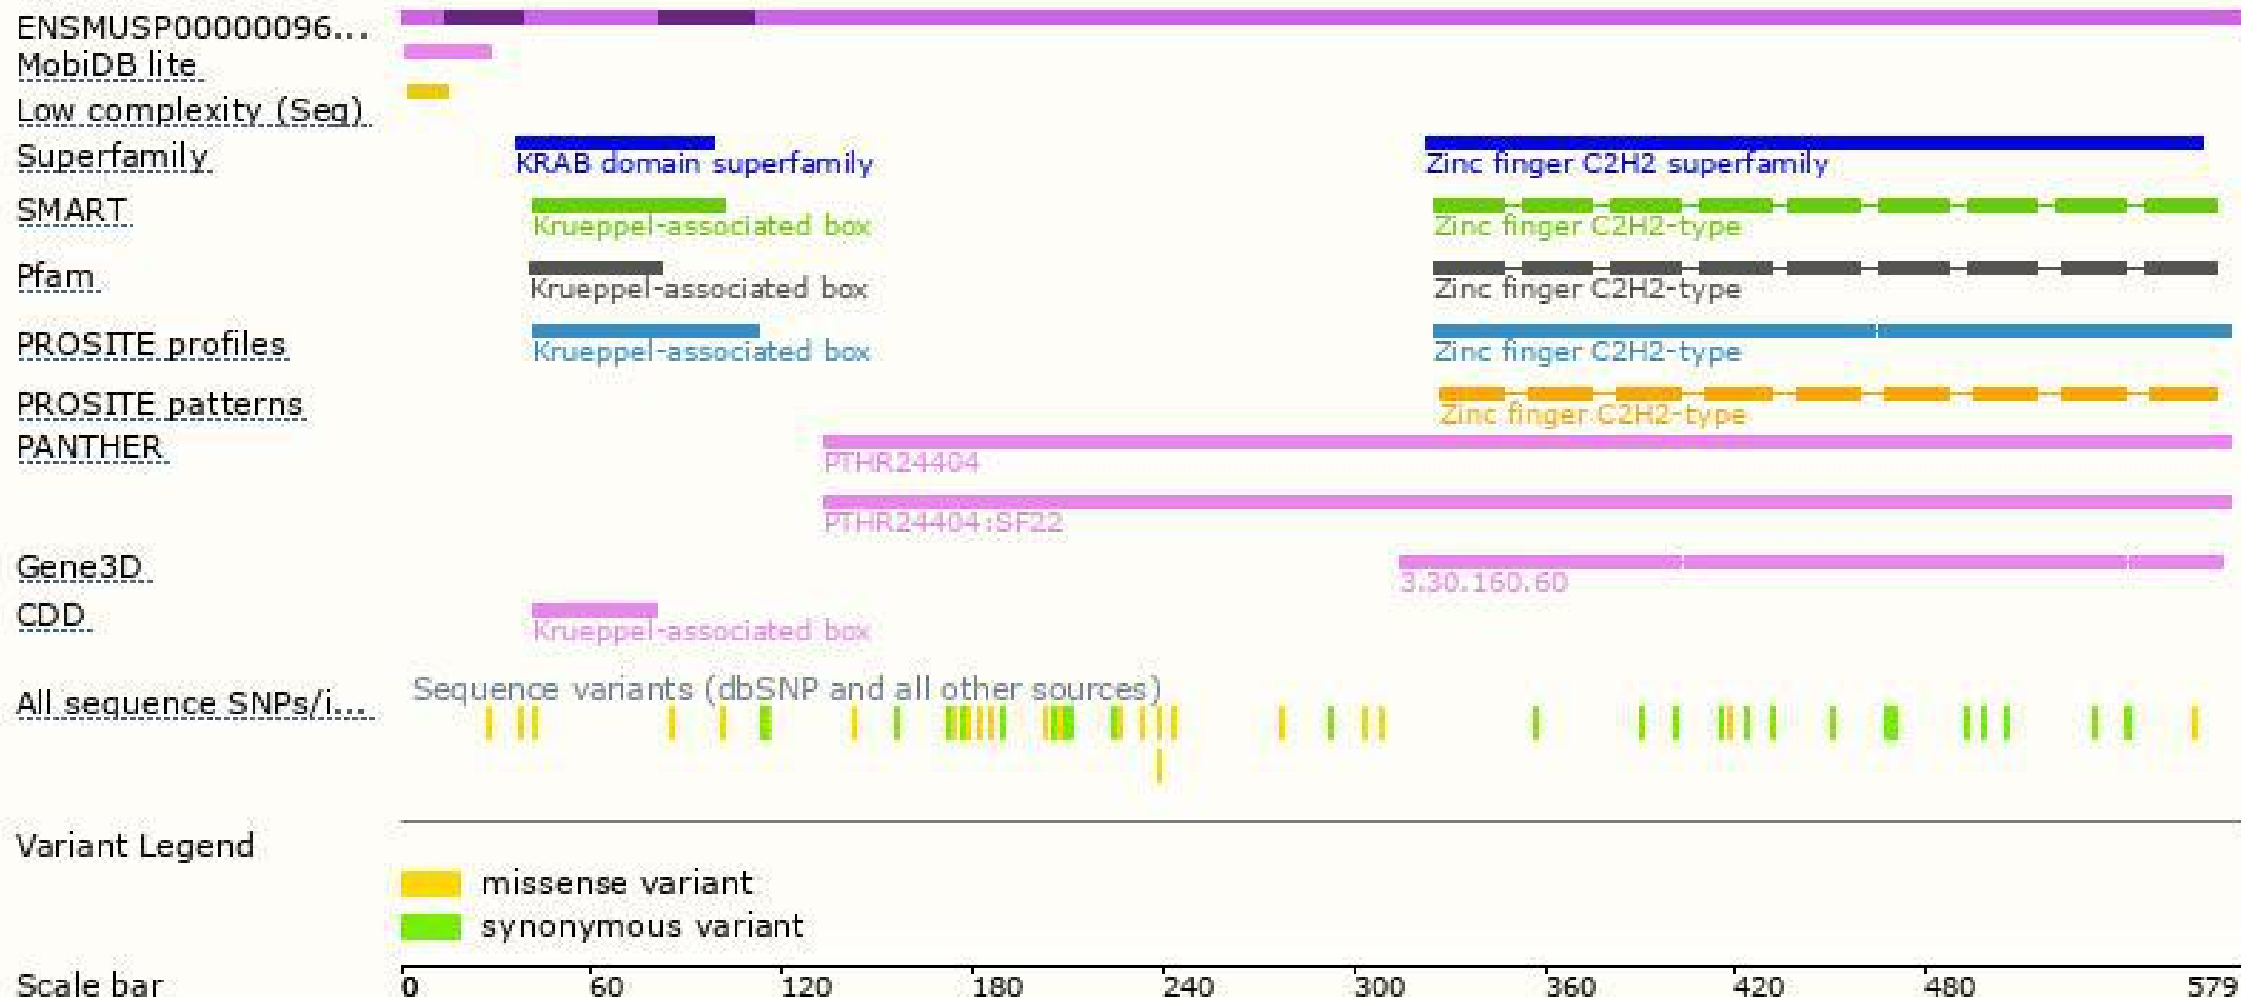 ENSMUSP00000096...
MobiDB lite
Low complexity (Seg)
Superfamily
KRAB domain superfamily
Zinc finger C2H2 superfamily
SMART
Krueppel-associated box
Zinc finger C2H2-type
Pfam
Krueppel-associated box
Zinc finger C2H2-type
PROSITE profiles
Krueppel-associated box
Zinc finger C2H2-type
PROSITE patterns
Zinc finger C2H2-type
PANTHER
PTHR24404
PTHR24404:SF22
Gene3D
3.30.160.60
CDD
Krueppel-associated box
All sequence SNPs/i...
Sequence variants (dbSNP and all other sources)
Variant Legend
missense variant
synonymous variant
Scale bar
0 60 120 180 240 300 360 420 480 579